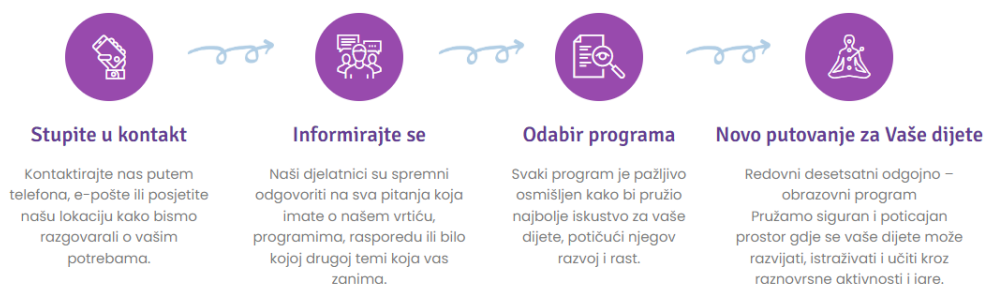 Stupite u kontakt
Kontaktirajte nas putem
telefona, e-pošte ili posjetite
našu lokaciju kako bismo
razgovarali o vašim
potrebama.
Informirajte se
Naši djelatnici su spremni
odgovoriti na sva pitanja koja
imate o našem vrtiću,
programima, rasporedu ili bilo
kojoj drugoj temi koja vas
zanima.
Odabir programa
Svaki program je pažljivo
osmišljen kako bi pružio
najbolje iskustvo za vaše
dijete, potičući njegov
razvoj i rast.
Novo putovanje za Vaše dijete
Redovni desetsatni odgojno –
obrazovni program
Pružamo siguran i poticajan
prostor gdje se vaše dijete može
razvijati, istraživati i učiti kroz
raznovrsne aktivnosti i igre.